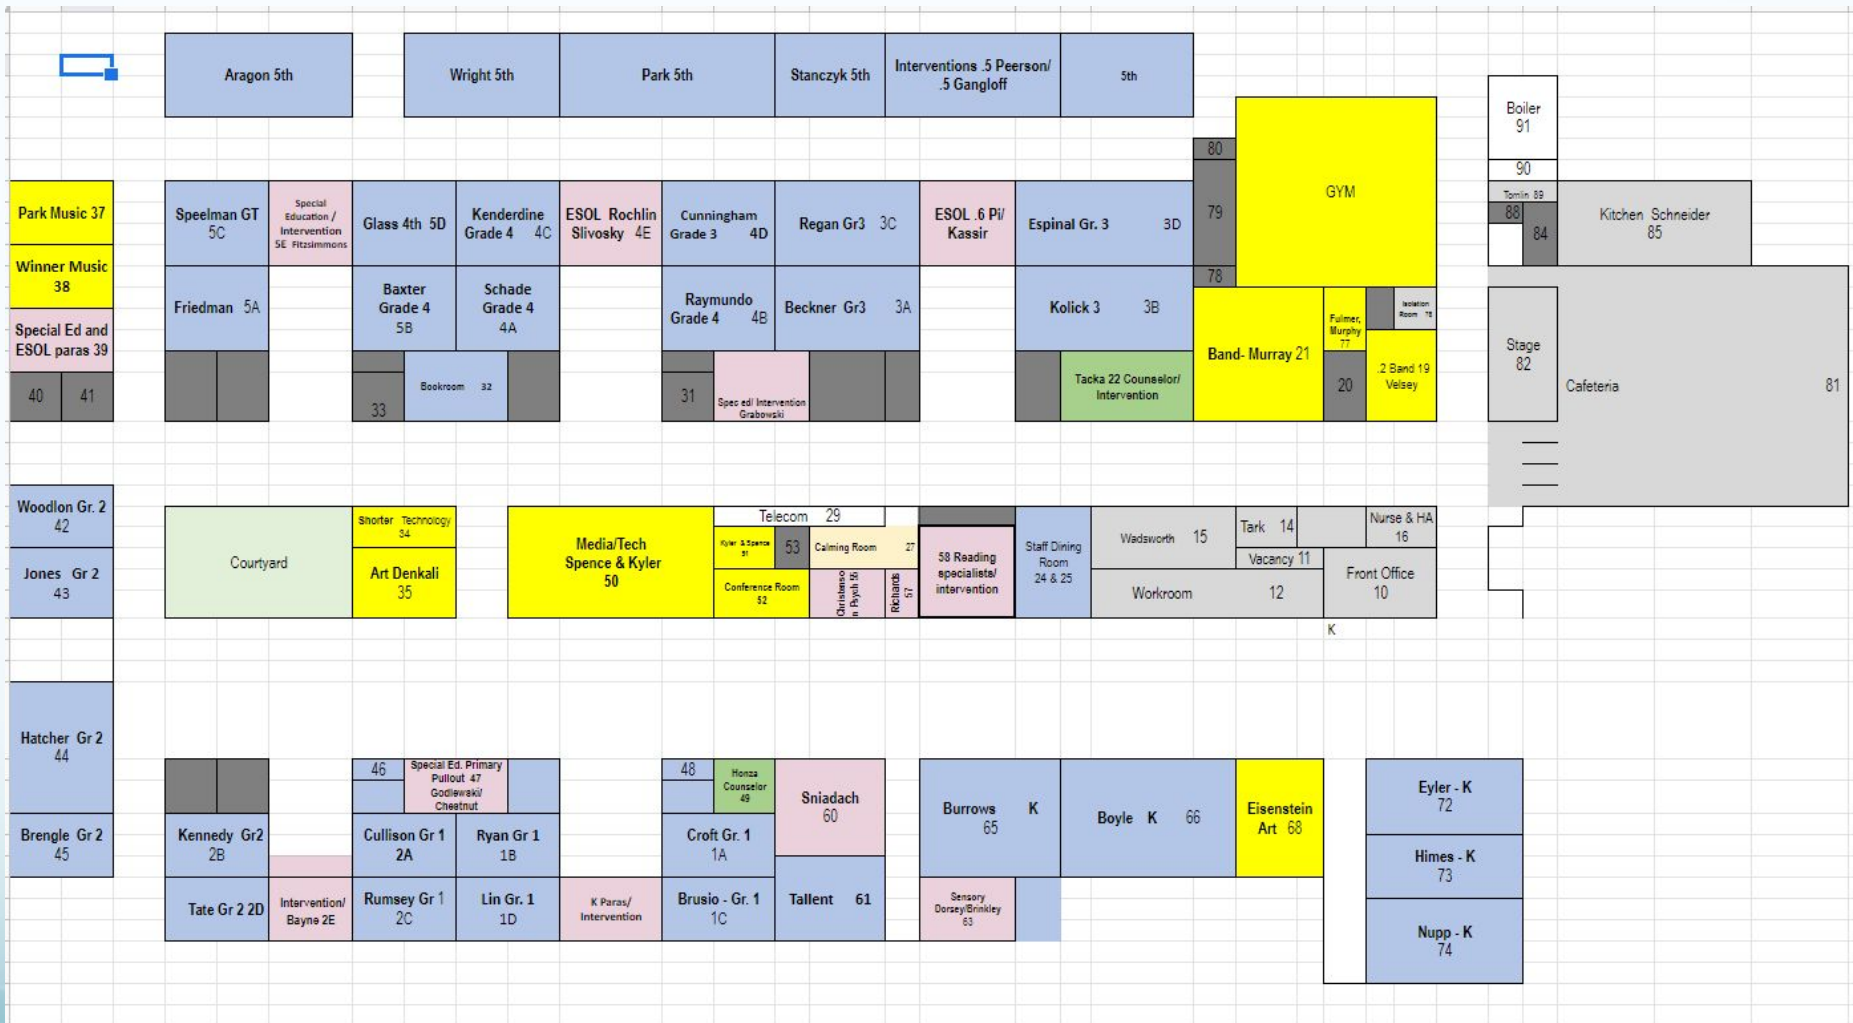 Aragon 5th
Wright 5th
Park 5th
Stanczyk 5th
Interventions .5 Peerson/
.5 Gangloff
5th
Boiler
91
90
80
79
78
GYM
Tomlin 89
88
84
Kitchen Schneider
85
Park Music 37
Winner Music
38
Special Ed and
ESOL paras 39
40
41
Speelman GT
5C
Special
Education /
Intervention
5E Fitzsimmons
Glass 4th 5D
Kenderdine
Grade 4 4C
ESOL Rochlin
Slivosky 4E
Cunningham
Grade 3 4D
Regan Gr3 3C
ESOL .6 Pi/
Kassir
Espinal Gr. 3 3D
Friedman 5A
Baxter
Grade 4
5B
Schade
Grade 4
4A
Raymundo
Grade 4 4B
Beckner Gr3 3A
Kolick 3 3B
33
Bookroom 32
31
Spec ed/ Intervention
Grabowski
Tacka 22 Counselor/
Intervention
Band- Murray 21
Fulmer,
Murphy
77
Isolation
Room 76
20
.2 Band 19
Velsey
Stage
82
Cafeteria 81
Woodlon Gr. 2
42
Jones Gr 2
43
Courtyard
Shorter Technology
34
Art Denkali
35
Media/Tech
Spence & Kyler
50
Telecom 29
Kyler & Spence
51
53
Calming Room 27
Conference Room
52
Christenso
n Psych 55
Richards
57
58 Reading
specialists/
intervention
Staff Dining
Room
24 & 25
Wadsworth 15
Tark 14
Nurse & HA
16
Vacancy 11
Workroom 12
Front Office
10
K
Hatcher Gr 2
44
Brengle Gr 2
45
46
Special Ed. Primary
Pullout 47
Godlewski/
Chestnut
48
Honza
Counselor
49
Sniadach
60
Burrows K
65
Boyle K 66
Eisenstein
Art 68
Eyler - K
72
Himes - K
73
Nupp - K
74
Kennedy Gr2
2B
Cullison Gr 1
2A
Ryan Gr 1
1B
Croft Gr. 1
1A
Tate Gr 2 2D
Intervention/
Bayne 2E
Rumsey Gr 1
2C
Lin Gr. 1
1D
K Paras/
Intervention
Brusio - Gr. 1
1C
Tallent 61
Sensory
Dorsey/Brinkley
63